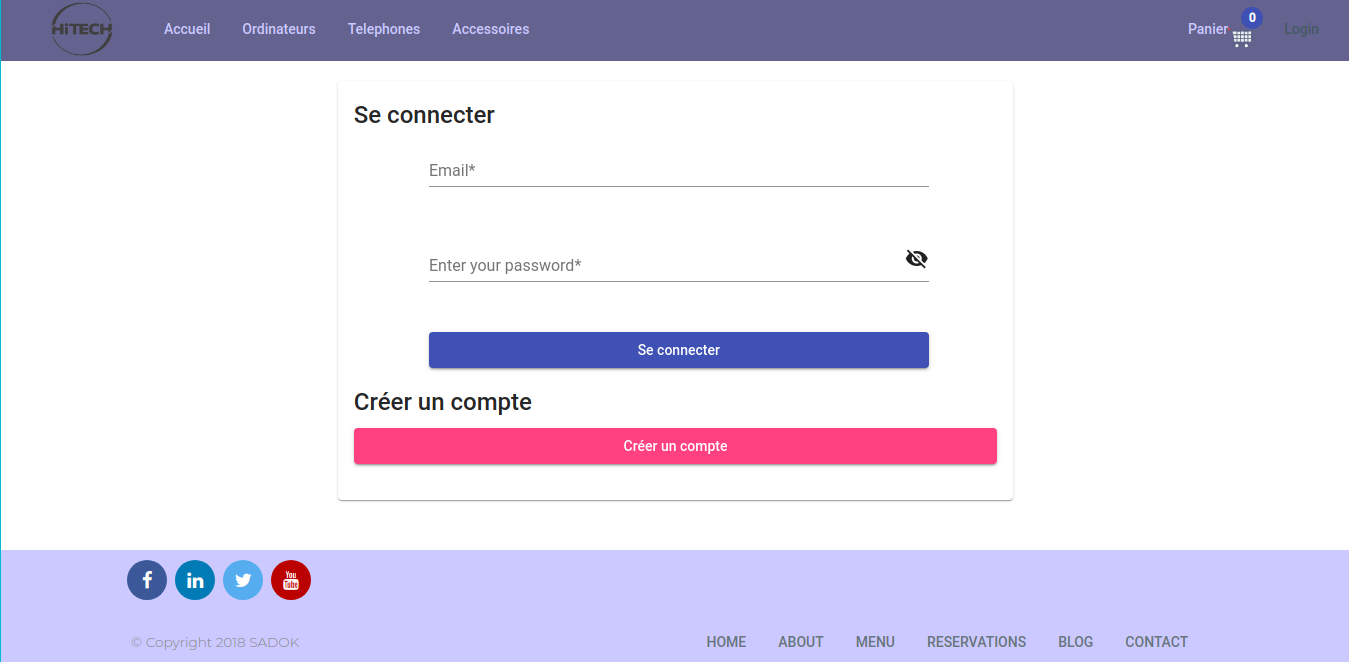 HiTECH Accueil Ordinateurs Telephones Accessoires Panier 0 Login
Se connecter
Email*
Enter your password*
Se connecter
Créer un compte
Créer un compte
f in You Tube
© Copyright 2018 SADOK HOME ABOUT MENU RESERVATIONS BLOG CONTACT